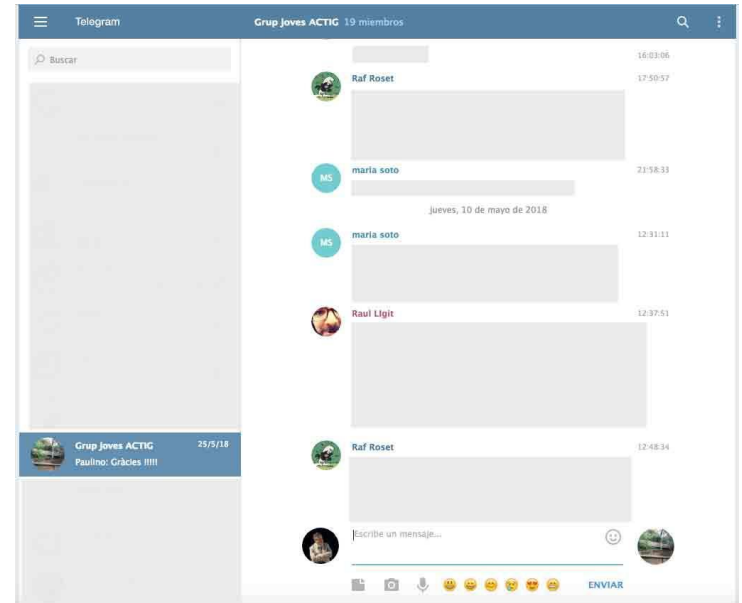 Telegram
Grup Joves ACTIG 19 miembros
Buscar
16:03:06
Raf Roset
17:50:57
MS
maria soto
21:58:33
jueves, 10 de mayo de 2018
MS
maria soto
12:31:11
Raul LIgit
12:37:51
Grup Joves ACTIG
25/5/18
Paulino: Gràcies !!!!!
Raf Roset
12:48:34
Escribe un mensaje...
ENVIAR